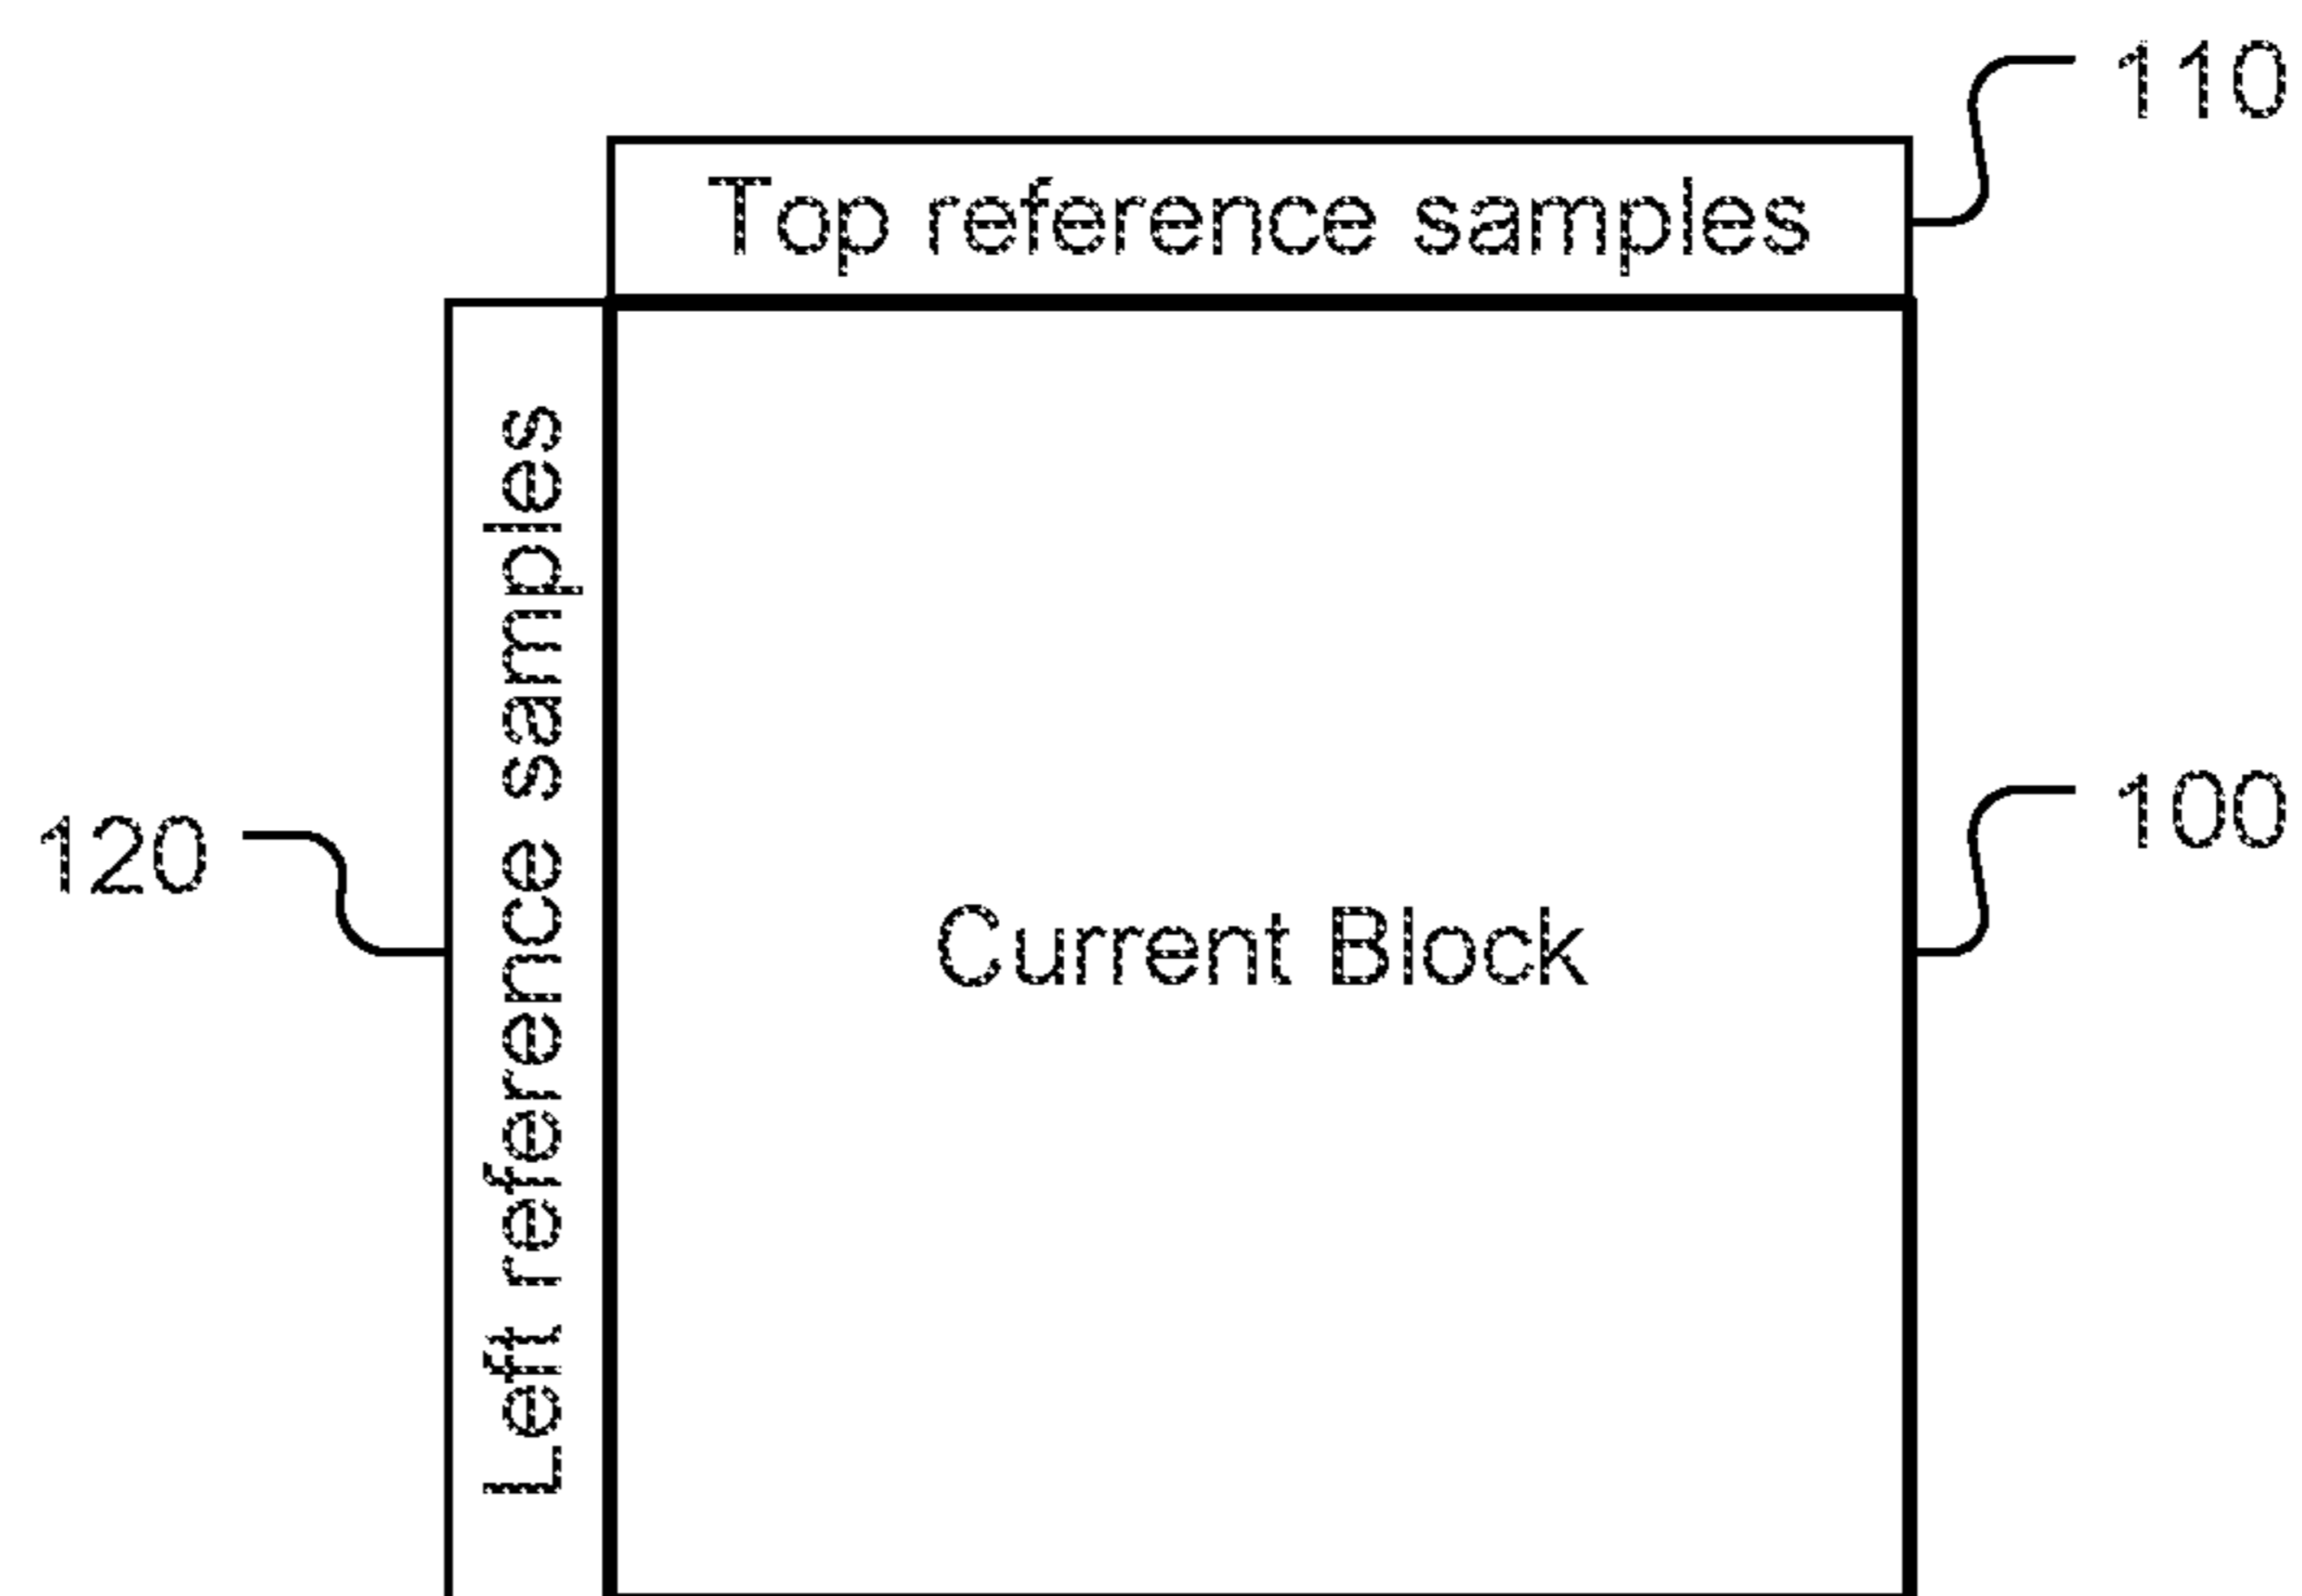 110
Top reference samples
Left reference samples
120
100
Current Block